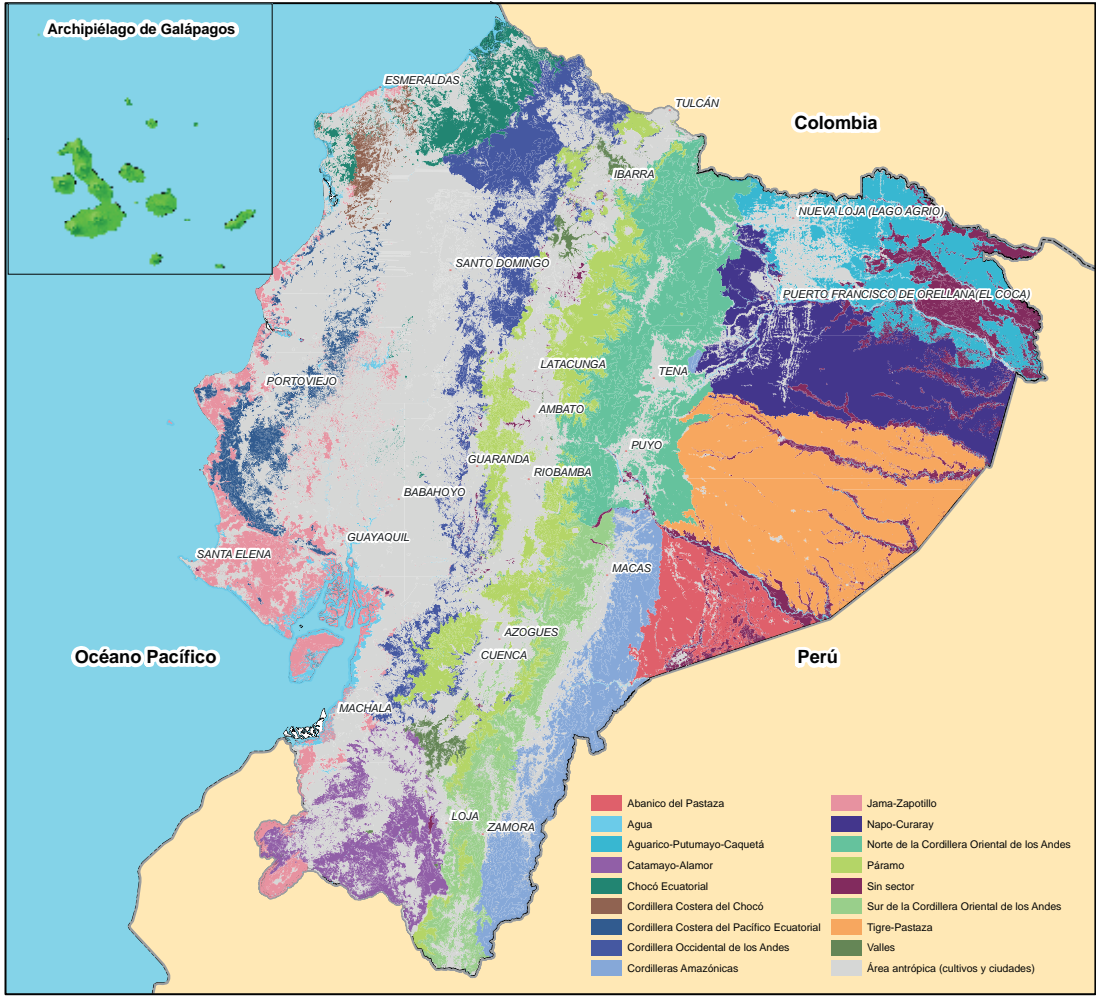 Archipiélago de Galápagos
ESMERALDAS
TULCÁN
Colombia
IBARRA
NUEVA LOJA (LAGO AGRIO)
SANTO DOMINGO
PUERTO FRANCISCO DE ORELLANA(EL COCA)
LATACUNGA
TENA
PORTOVIEJO
AMBATO
PUYO
GUARANDA
RIOBAMBA
BABAHOYO
GUAYAQUIL
SANTA ELENA
MACAS
AZOGUES
CUENCA
Océano Pacífico
Perú
MACHALA
LOJA
ZAMORA
Abanico del Pastaza
Agua
Aguarico-Putumayo-Caquetá
Catamayo-Alamor
Chocó Ecuatorial
Cordillera Costera del Chocó
Cordillera Costera del Pacífico Ecuatorial
Cordillera Occidental de los Andes
Cordilleras Amazónicas
Jama-Zapotillo
Napo-Curaray
Norte de la Cordillera Oriental de los Andes
Páramo
Sin sector
Sur de la Cordillera Oriental de los Andes
Tigre-Pastaza
Valles
Área antrópica (cultivos y ciudades)